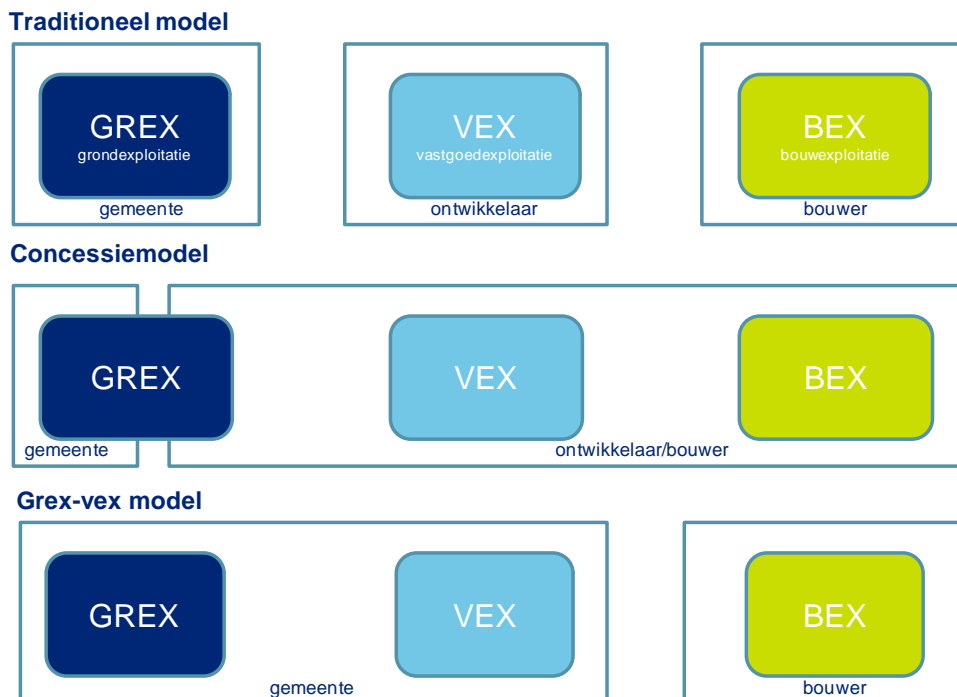 Traditioneel model
GREX
grondexploitatie
gemeente
VEX
vastgoedexploitatie
ontwikkelaar
BEX
bouwexploitatie
bouwer
Concessiemodel
GREX
VEX
BEX
gemeente
ontwikkelaar/bouwer
Grex-vex model
GREX
VEX
BEX
gemeente
bouwer